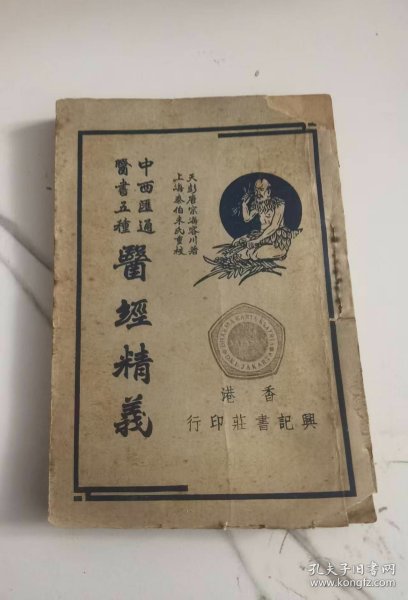 天彭唐宗海容川著
上海秦伯未氏重校
中西匯通
醫書五種
醫經精義
香港
興記書莊印行
JAKARTA
孔夫子旧书网
www.kongfz.com